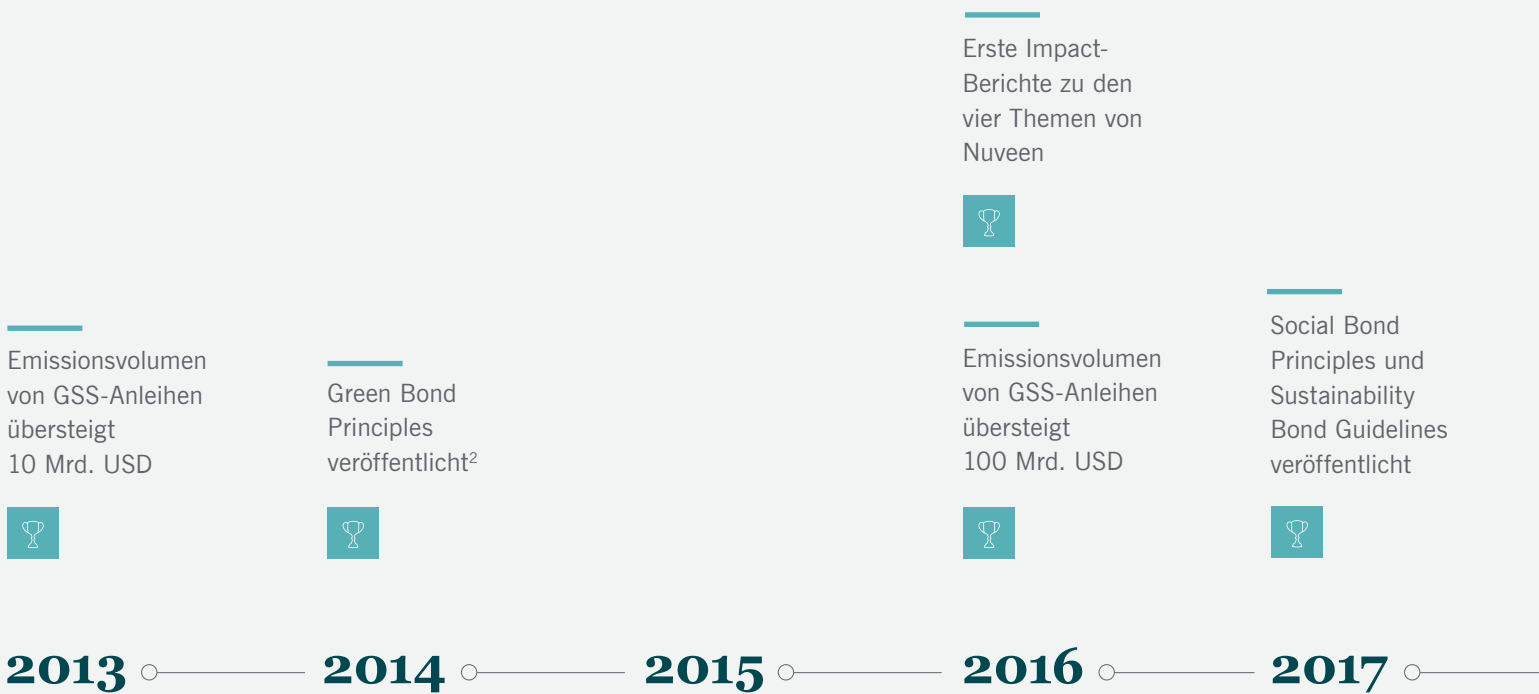 Erste Impact-
Berichte zu den
vier Themen von
Nuveen
Emissionsvolumen
von GSS-Anleihen
übersteigt
10 Mrd. USD
Green Bond
Principles
veröffentlicht²
Emissionsvolumen
von GSS-Anleihen
übersteigt
100 Mrd. USD
Social Bond
Principles und
Sustainability
Bond Guidelines
veröffentlicht
2013
2014
2015
2016
2017